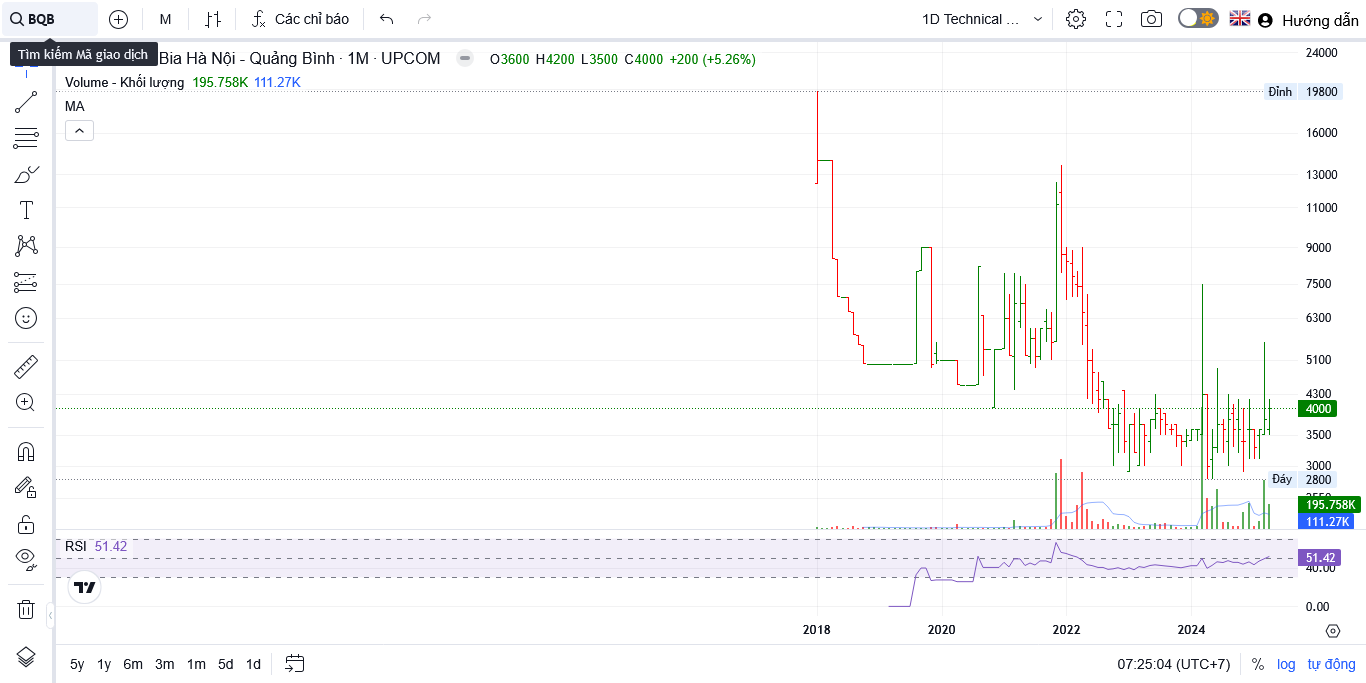 BQB
M
Các chỉ báo
1D Technical ...
Hướng dẫn
Tìm kiếm Mã giao dịch
Bia Hà Nội - Quảng Bình · 1M · UPCOM
O3600 H4200 L3500 C4000 +200 (+5.26%)
Volume - Khối lượng 195.758K 111.27K
MA
24000
Đỉnh 19800
16000
13000
11000
9000
7500
6300
5100
4300
4000
3500
3000
Đáy 2800
195.758K
111.27K
RSI 51.42
51.42
40.00
0.00
2018 2020 2022 2024
5y 1y 6m 3m 1m 5d 1d
07:25:04 (UTC+7) % log tự động